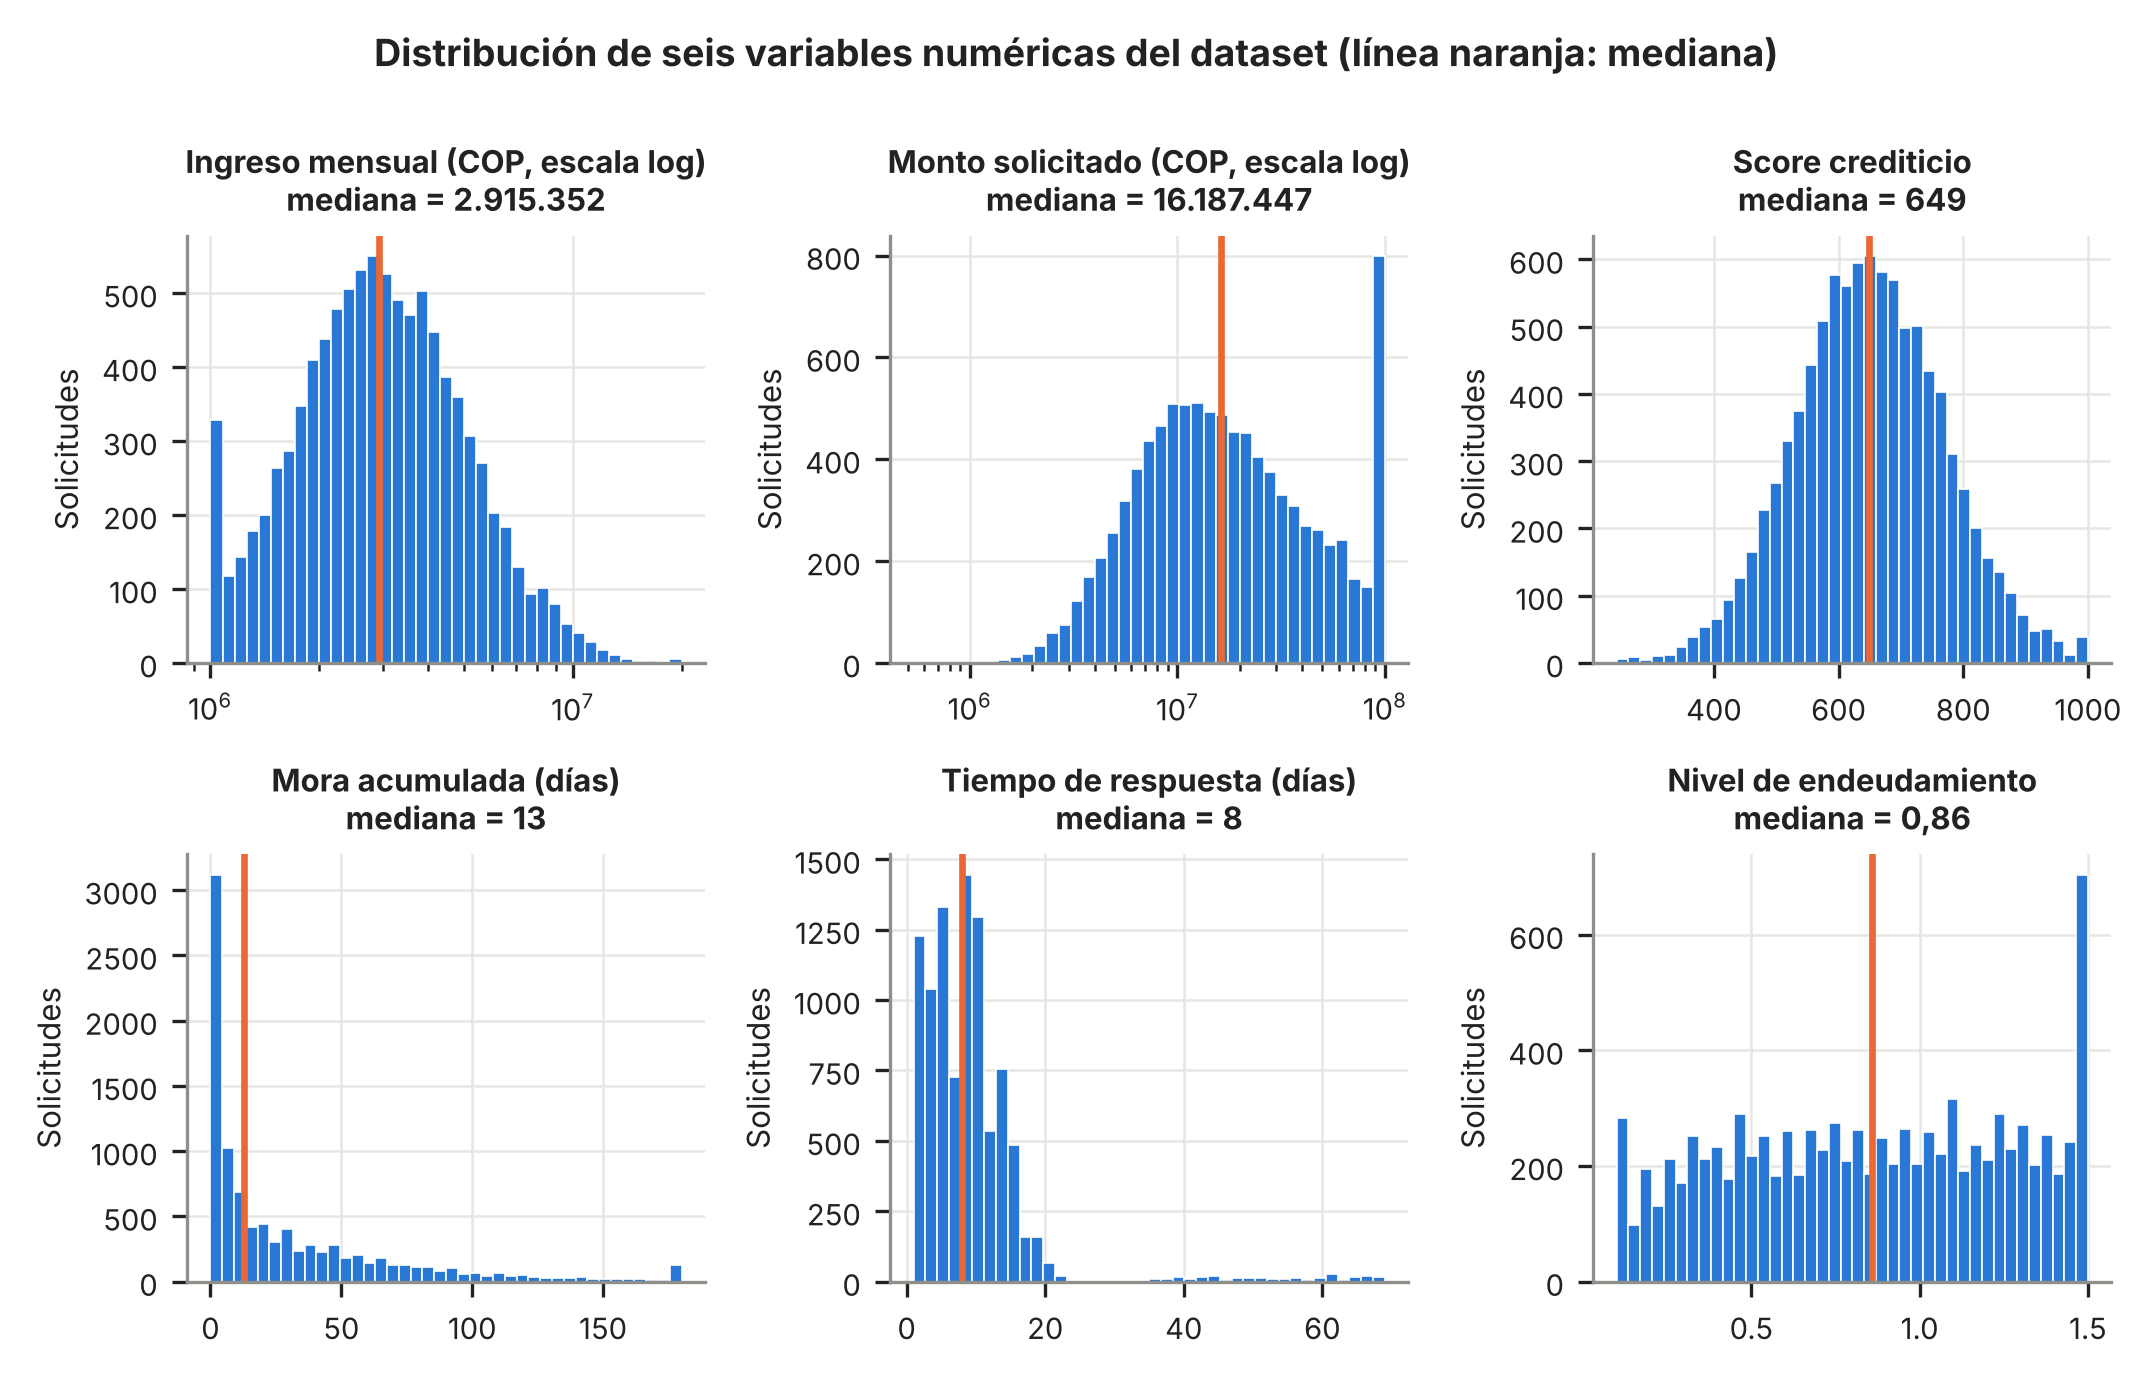 Distribución de seis variables numéricas del dataset (línea naranja: mediana)
Ingreso mensual (COP, escala log)
mediana = 2.915.352
Solicitudes
500
400
300
200
100
0
10⁶
10⁷
Monto solicitado (COP, escala log)
mediana = 16.187.447
Solicitudes
800
600
400
200
0
10⁶
10⁷
10⁸
Score crediticio
mediana = 649
Solicitudes
600
500
400
300
200
100
0
400
600
800
1000
Mora acumulada (días)
mediana = 13
Solicitudes
3000
2500
2000
1500
1000
500
0
0
50
100
150
Tiempo de respuesta (días)
mediana = 8
Solicitudes
1500
1250
1000
750
500
250
0
0
20
40
60
Nivel de endeudamiento
mediana = 0,86
Solicitudes
600
400
200
0
0.5
1.0
1.5